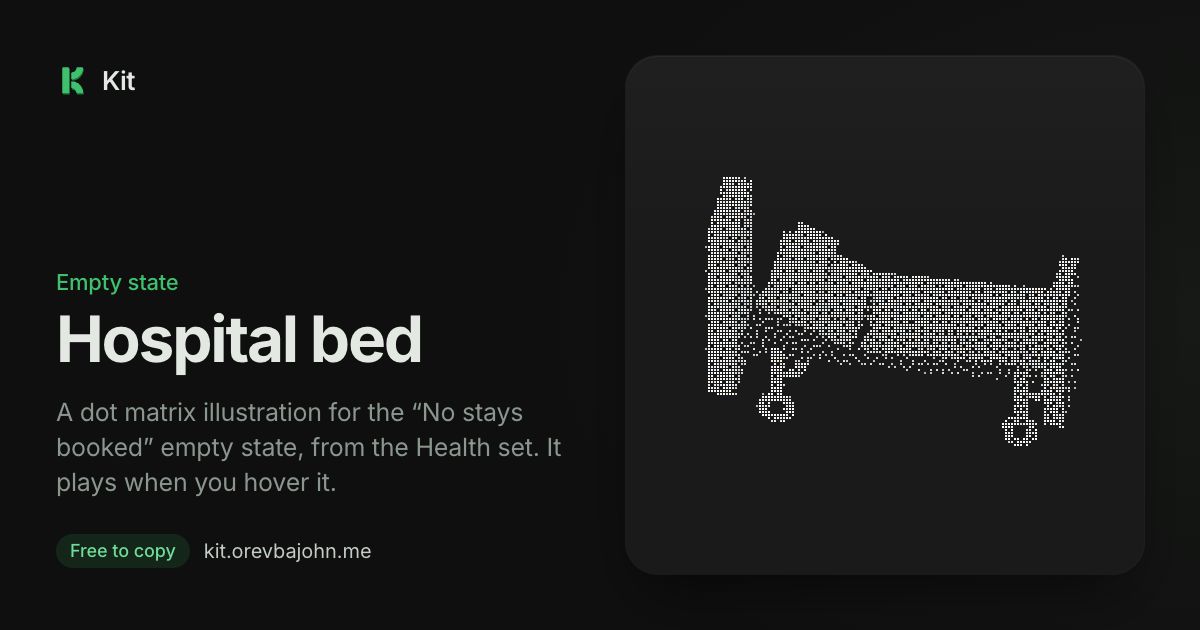 Kit
Empty state
Hospital bed
A dot matrix illustration for the “No stays
booked” empty state, from the Health set. It
plays when you hover it.
Free to copy
kit.orevbajohn.me